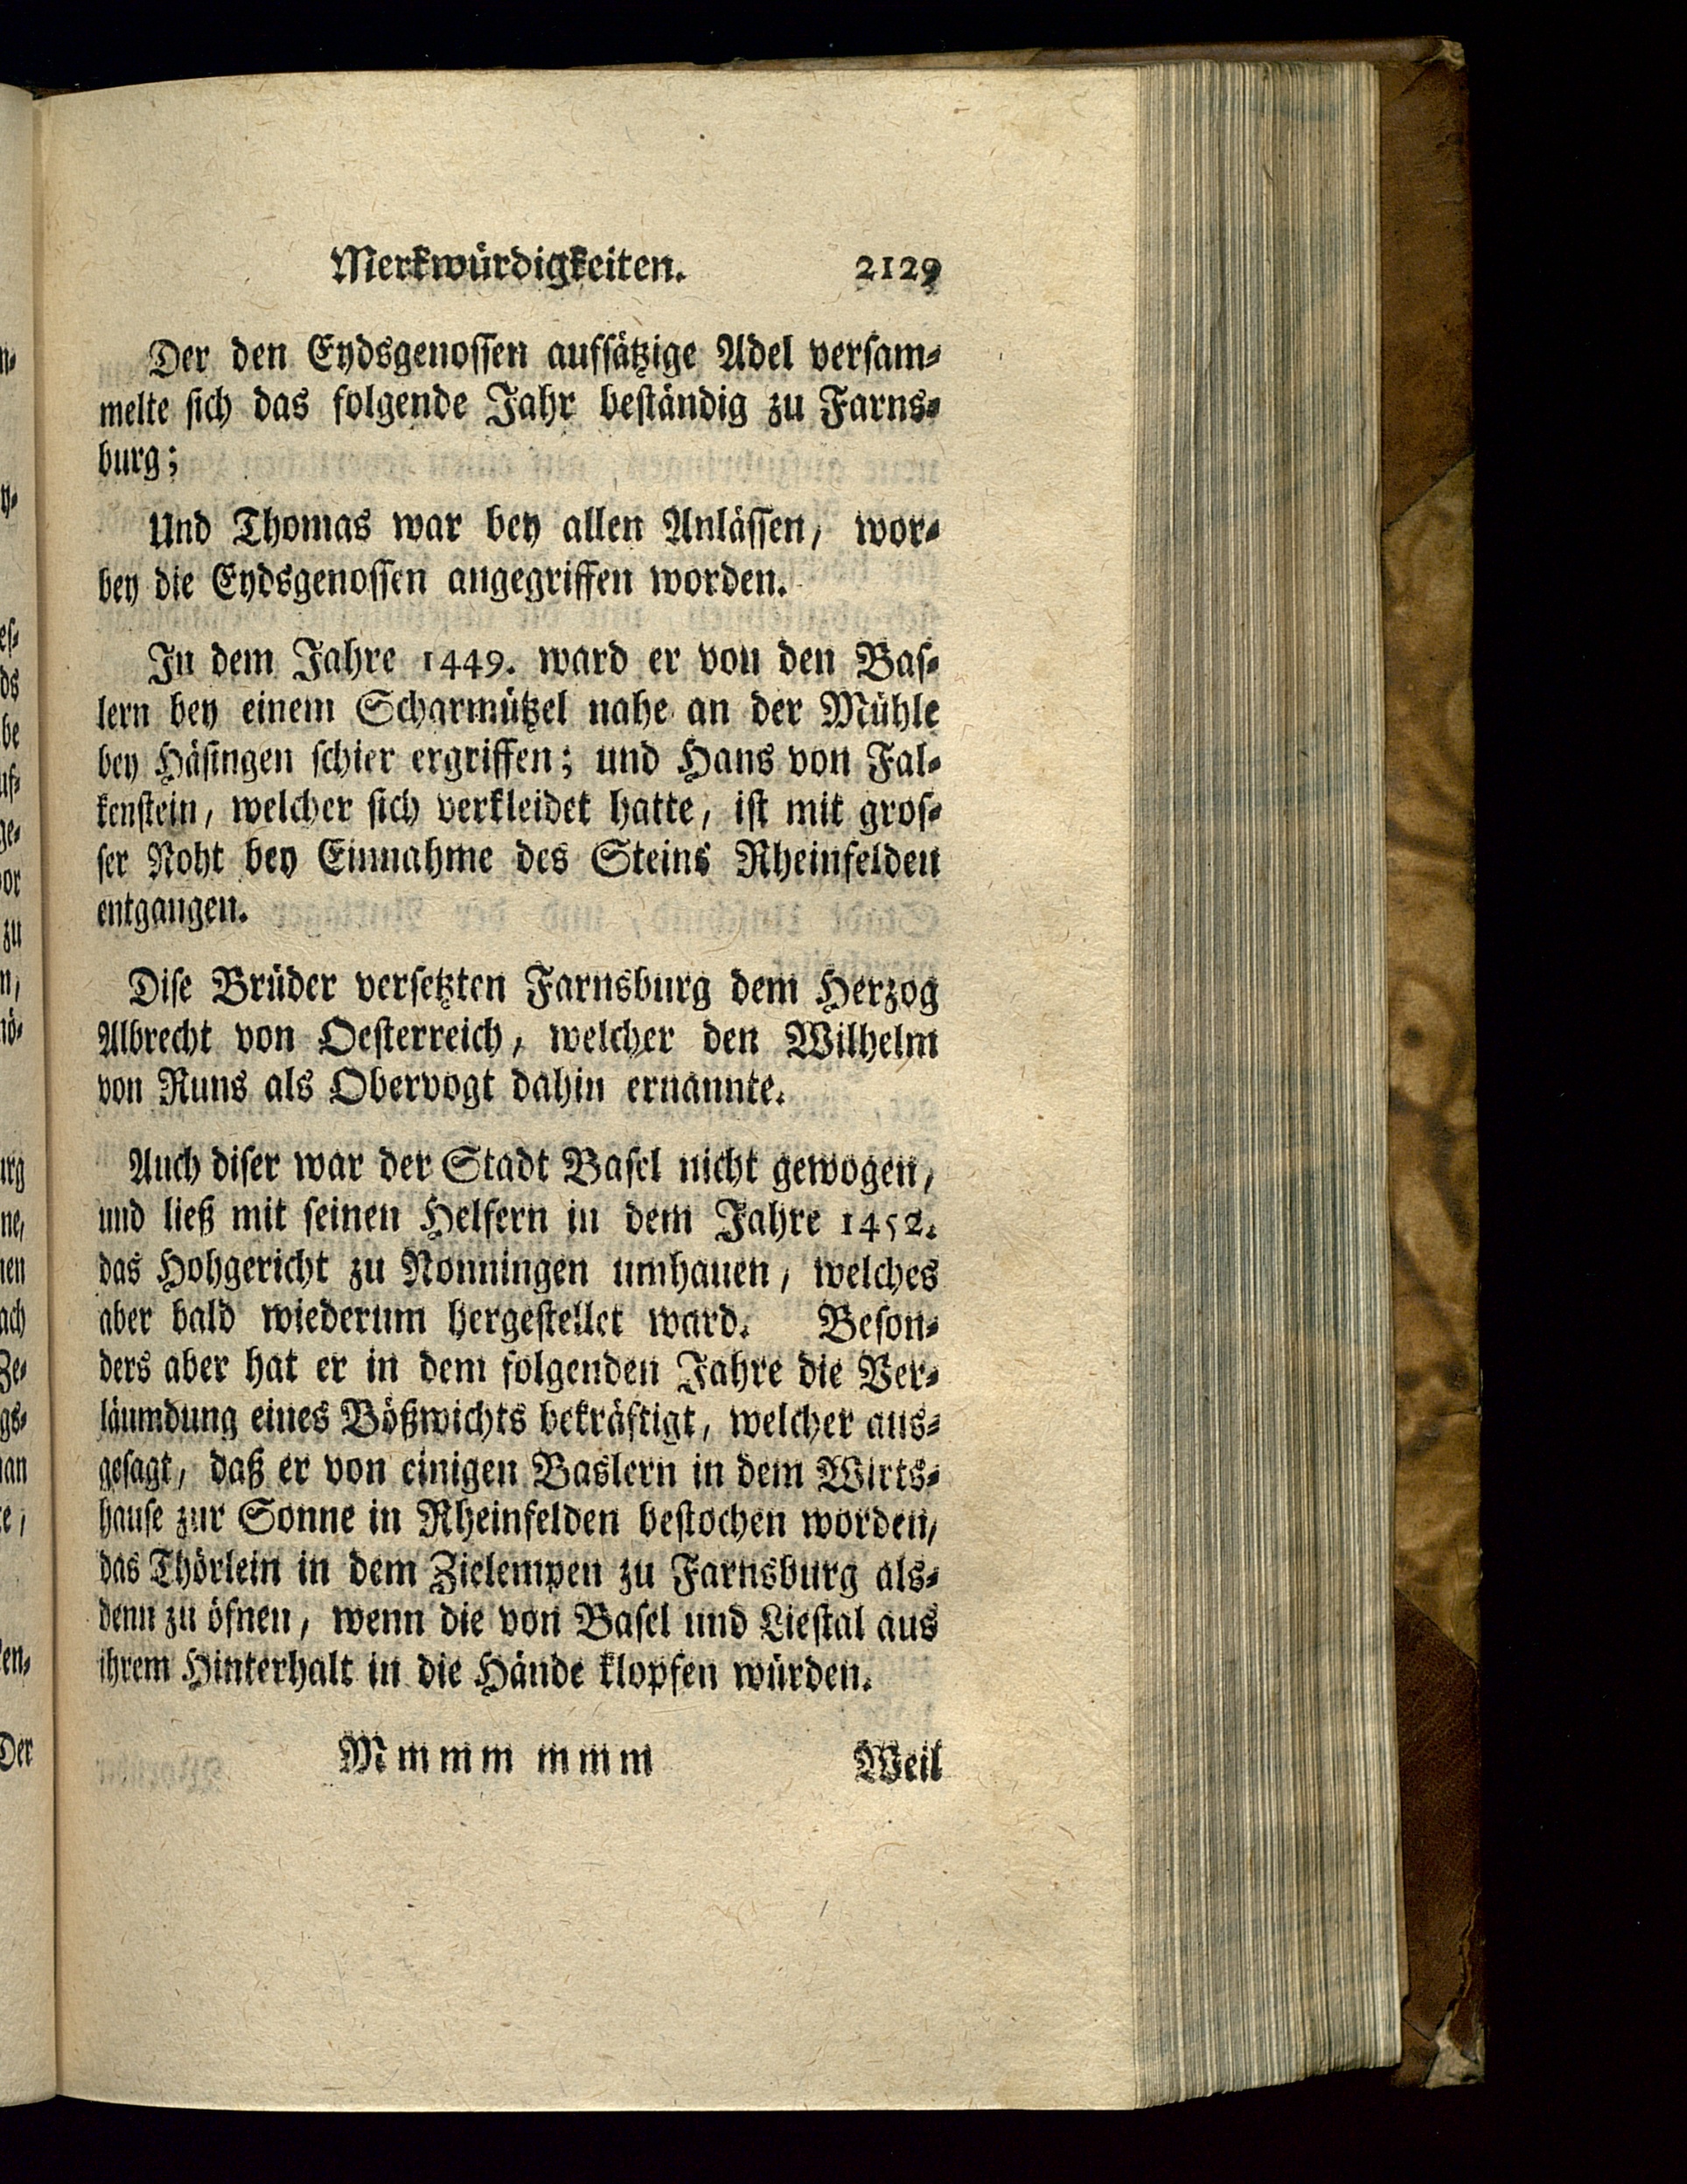 Merkwürdigkeiten. 2129
Der den Eydsgenossen aufsätzige Adel versam-
melte sich das folgende Jahr beständig zu Farns-
burg;
Und Thomas war bey allen Anlässen, wor-
bey die Eydsgenossen angegriffen worden.
In dem Jahre 1449. ward er von den Bas-
lern bey einem Scharmützel nahe an der Mühle
bey Häsingen schier ergriffen; und Hans von Fal-
kenstein, welcher sich verkleidet hatte, ist mit gros-
ser Noht bey Einnahme des Steins Rheinfelden
entgangen.
Dise Brüder versetzten Farnsburg dem Herzog
Albrecht von Oesterreich, welcher den Wilhelm
von Runs als Obervogt dahin ernannte.
Auch diser war der Stadt Basel nicht gewogen,
und ließ mit seinen Helfern in dem Jahre 1452.
das Hohgericht zu Nonningen umhauen, welches
aber bald wiederum hergestellet ward. Beson-
ders aber hat er in dem folgenden Jahre die Ver-
läumdung eines Bößwichts bekräftigt, welcher aus-
gesagt, daß er von einigen Baslern in dem Wirts-
hause zur Sonne in Rheinfelden bestochen worden,
das Thörlein in dem Zielempen zu Farnsburg als-
denn zu öfnen, wenn die von Basel und Liestal aus
ihrem Hinterhalt in die Hände klopfen würden.
Mmmm mmm Weil